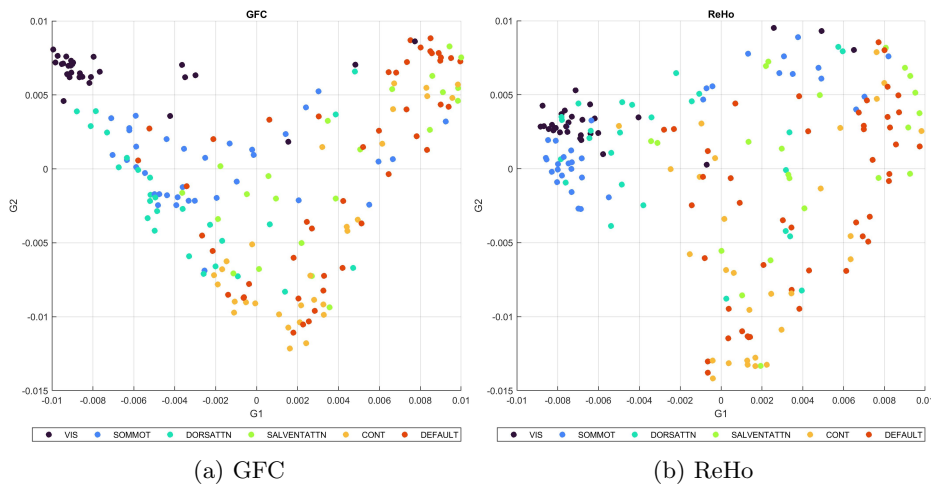 GFC
0.01
0.005
0
-0.005
-0.01
-0.015
G2
-0.01 -0.008 -0.006 -0.004 -0.002 0 0.002 0.004 0.006 0.008 0.01
G1
VIS SOMMOT DORSATTN SALVENTATTN CONT DEFAULT
(a) GFC
ReHo
0.01
0.005
0
-0.005
-0.01
-0.015
G2
-0.01 -0.008 -0.006 -0.004 -0.002 0 0.002 0.004 0.006 0.008 0.01
G1
VIS SOMMOT DORSATTN SALVENTATTN CONT DEFAULT
(b) ReHo